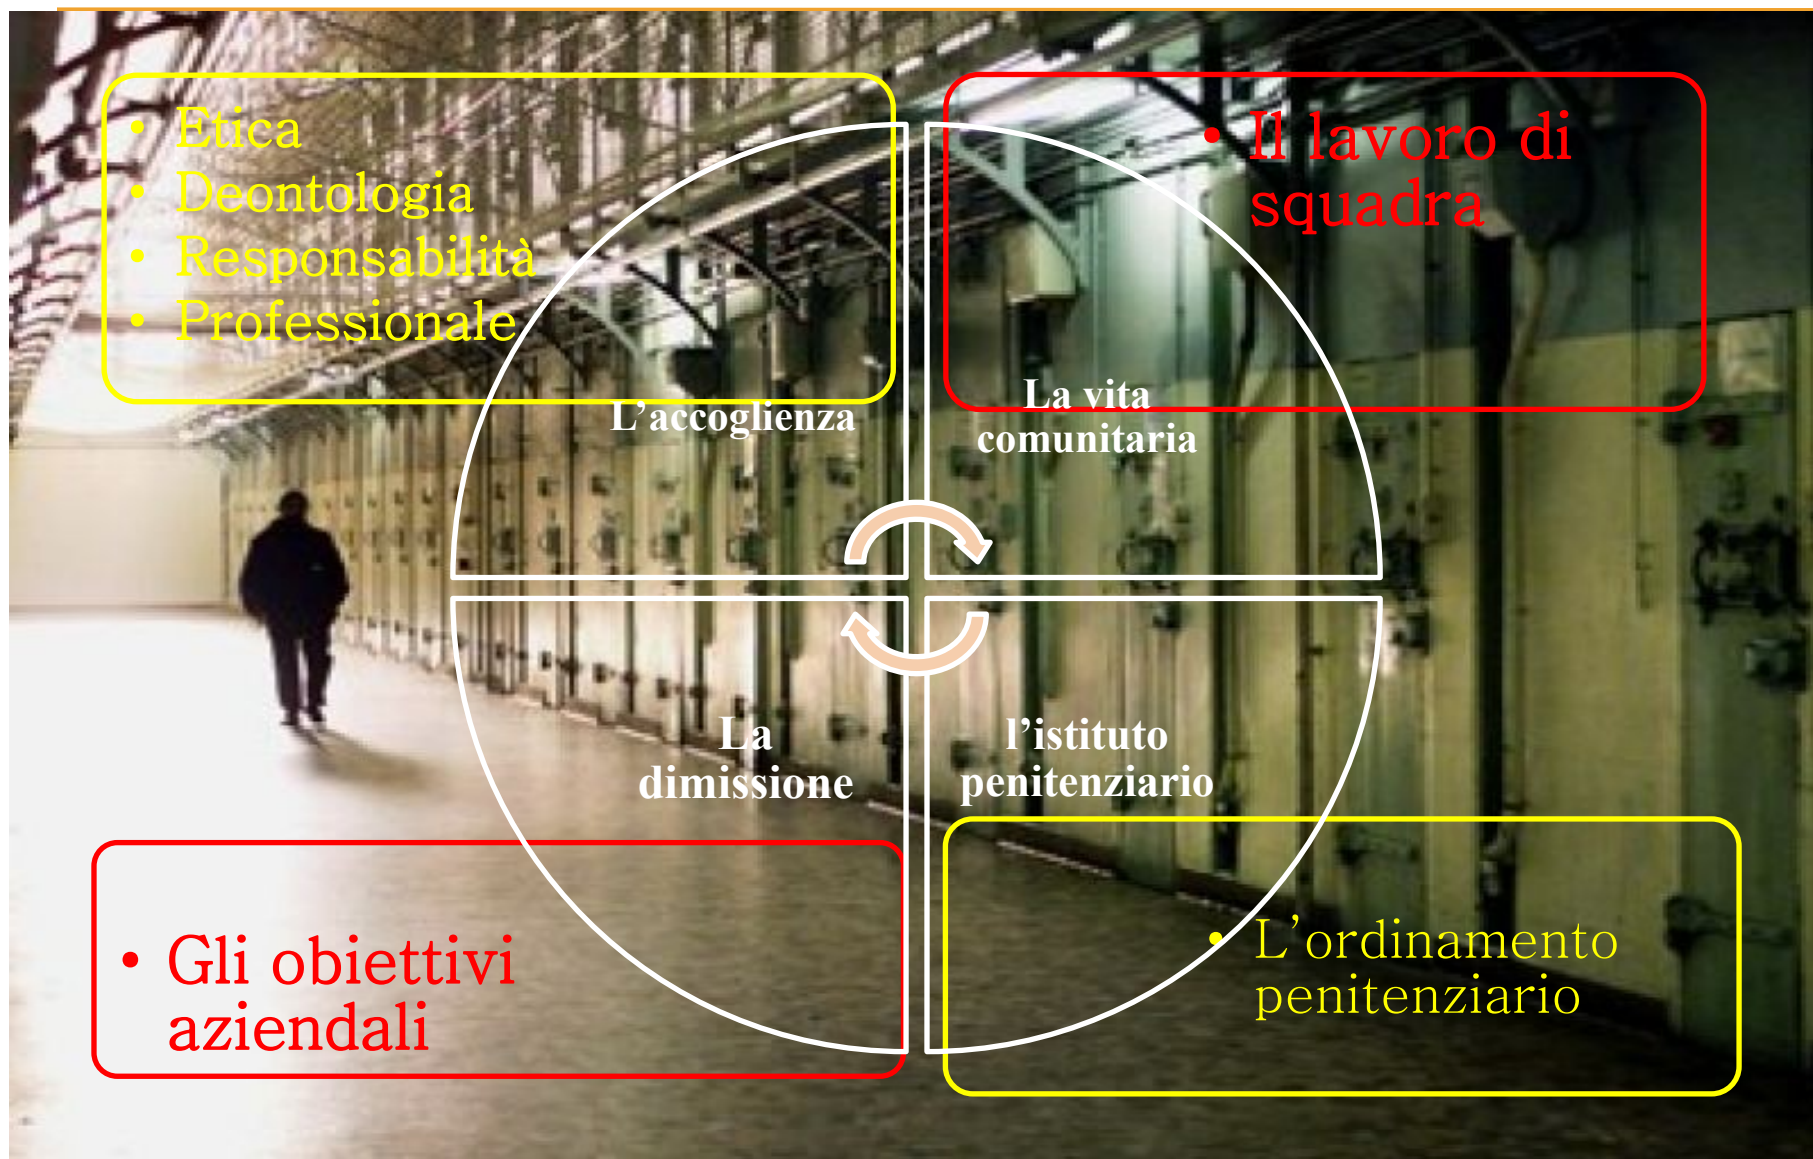 Etica
Deontologia
Responsabilità
Professionale
Il lavoro di
squadra
L’accoglienza
La vita
comunitaria
La
dimissione
l’istituto
penitenziario
Gli obiettivi
aziendali
L’ordinamento
penitenziario